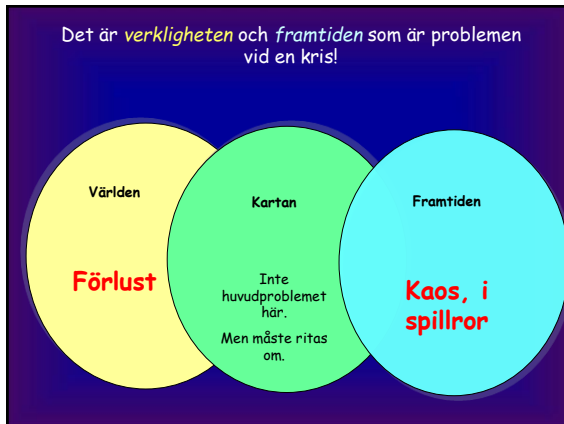 Det är verkligheten och framtiden som är problemen
vid en kris!
Världen
Förlust
Kartan
Inte
huvudproblemet
här.
Men måste ritas
om.
Framtiden
Kaos, i
spillror